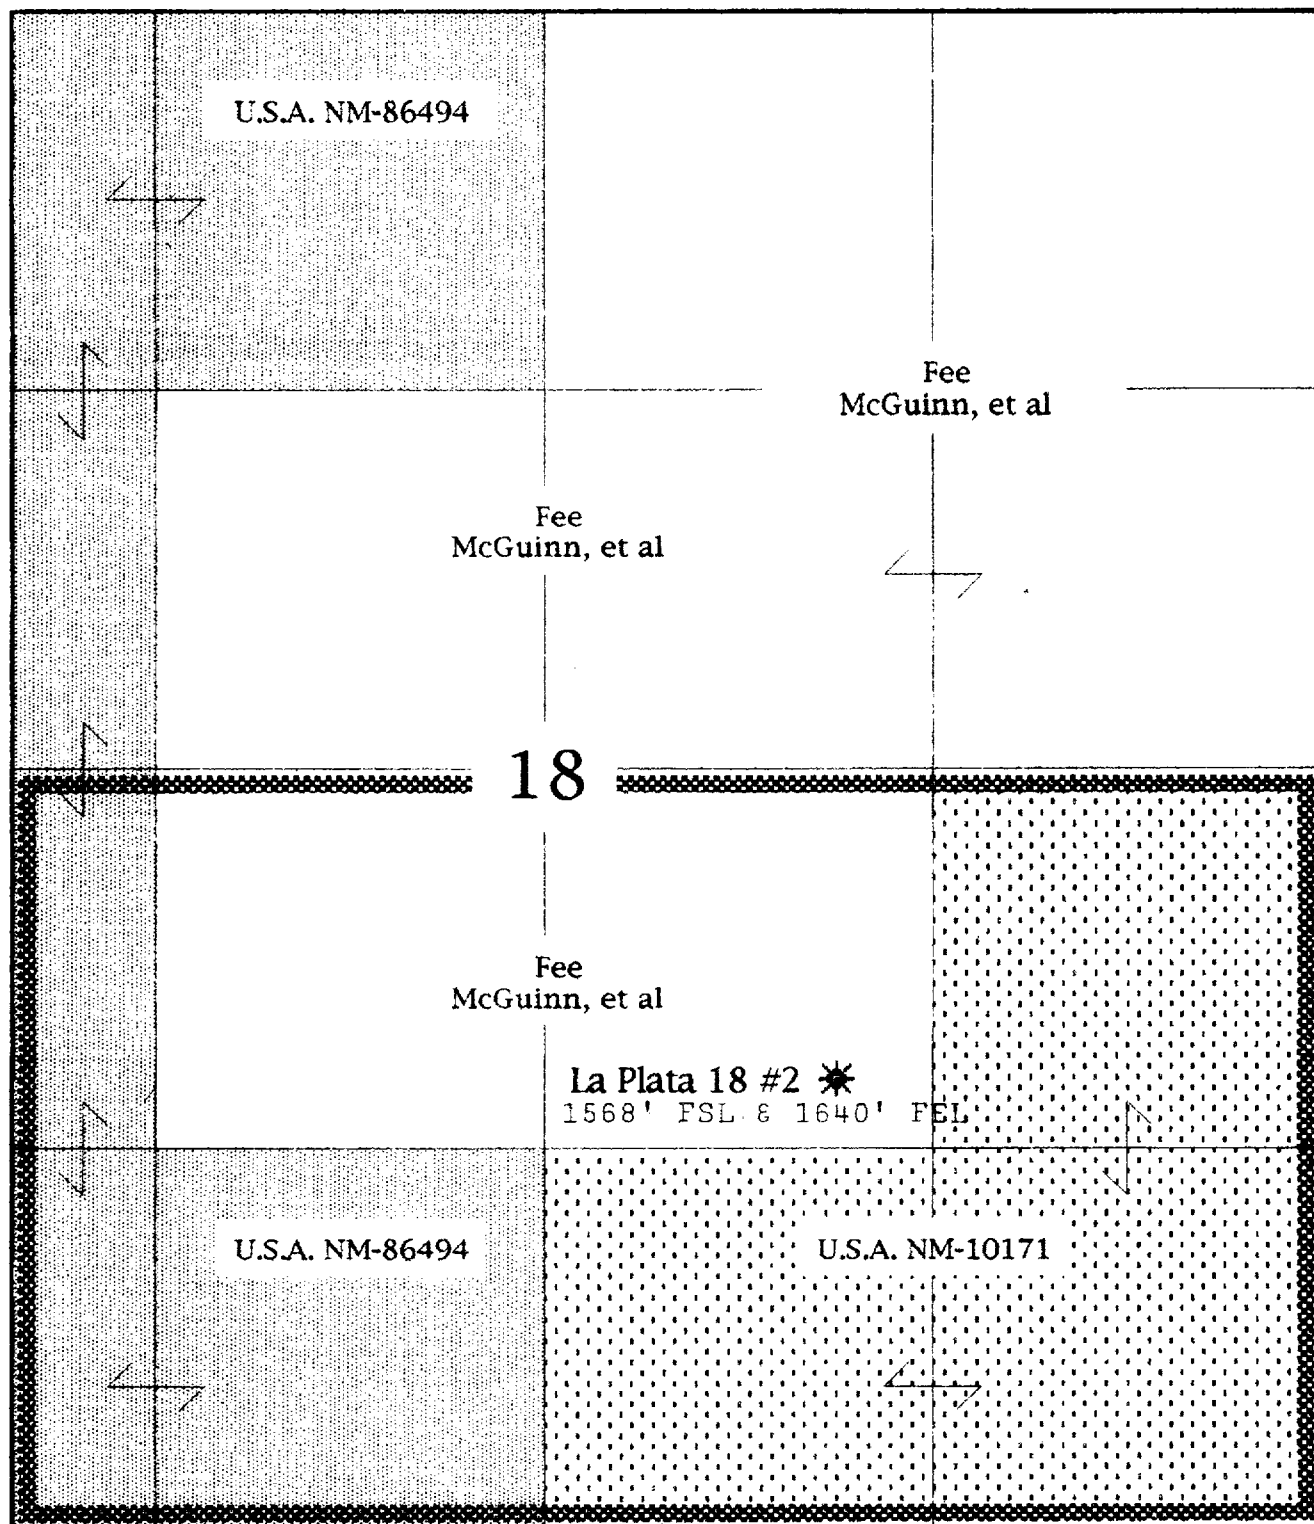 U.S.A. NM-86494
Fee
McGuinn, et al
Fee
McGuinn, et al
18
Fee
McGuinn, et al
La Plata 18 #2
1568' FSL & 1640' FEL
U.S.A. NM-86494
U.S.A. NM-10171